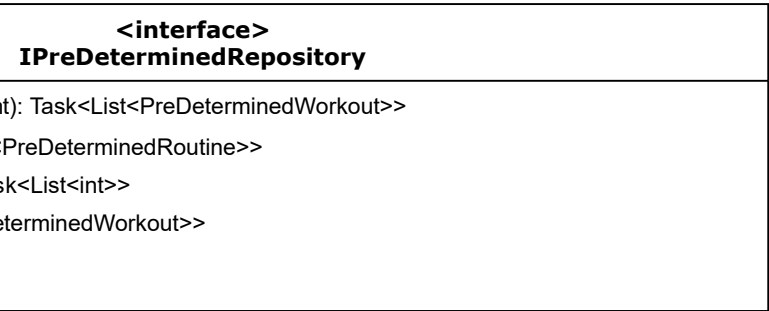 <interface>
IPreDeterminedRepository
t): Task<List<PreDeterminedWorkout>>
<PreDeterminedRoutine>>
sk<List<int>>
eterminedWorkout>>